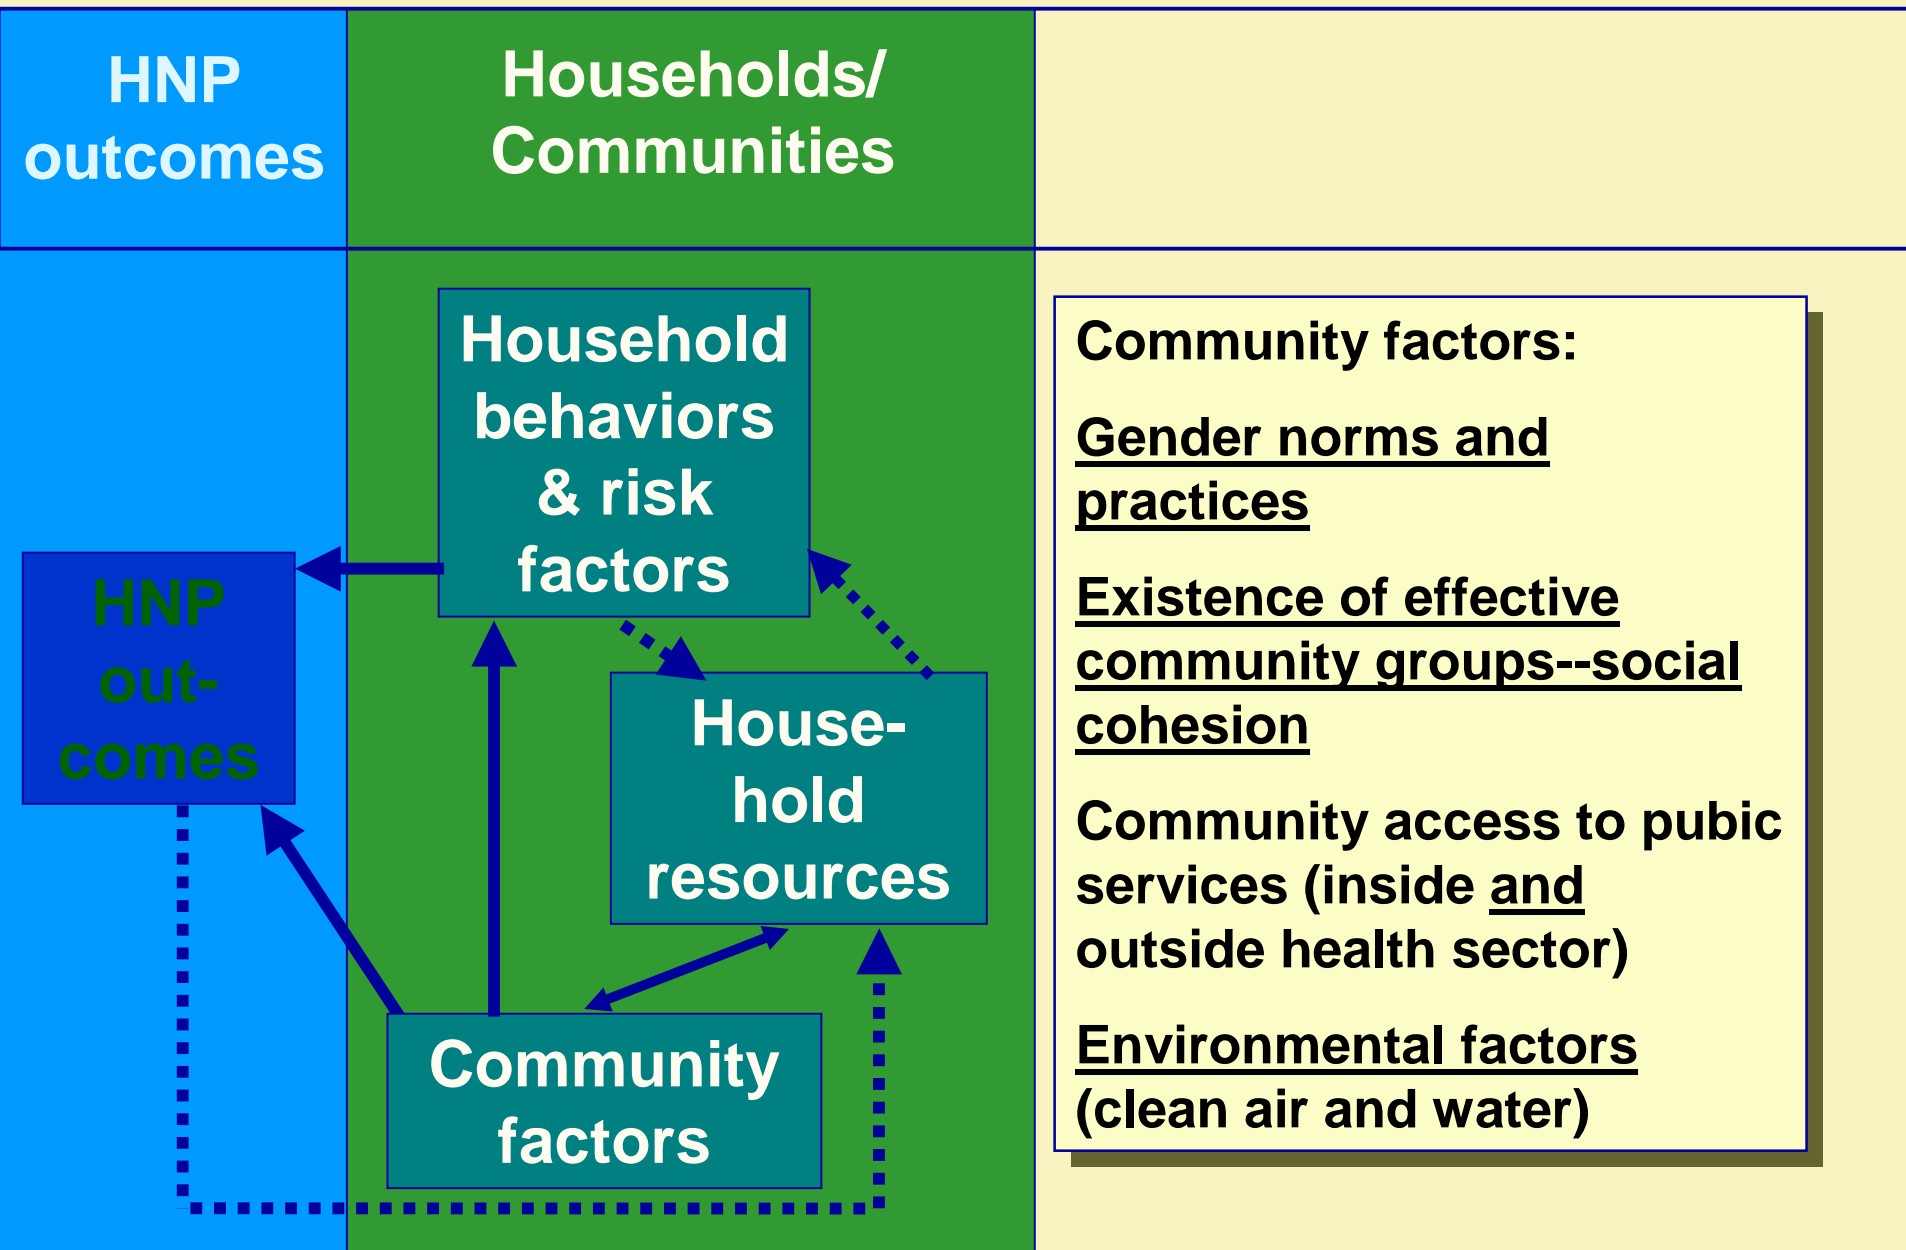 HNP
outcomes
Households/
Communities
Household
behaviors
& risk
factors
HNP
out-
comes
House-
hold
resources
Community
factors
Community factors:
Gender norms and
practices
Existence of effective
community groups--social
cohesion
Community access to pubic
services (inside and
outside health sector)
Environmental factors
(clean air and water)